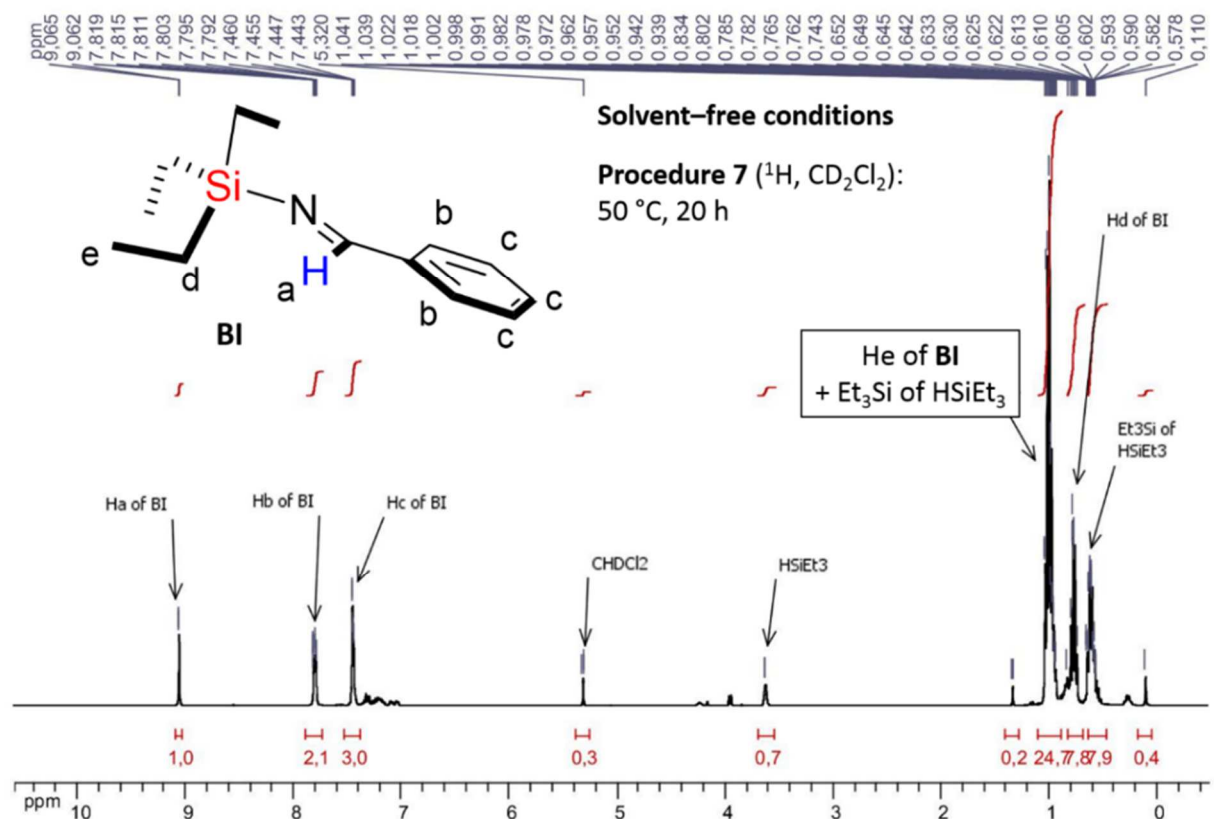 ppm
9,065
9,062
7,819
7,815
7,811
7,803
7,795
7,792
7,460
7,455
7,447
7,443
5,320
1,041
1,039
1,022
1,018
1,002
0,998
0,991
0,982
0,978
0,972
0,962
0,957
0,952
0,942
0,939
0,834
0,802
0,785
0,782
0,765
0,762
0,743
0,652
0,649
0,645
0,642
0,633
0,630
0,625
0,622
0,613
0,610
0,605
0,602
0,593
0,590
0,582
0,578
0,110
Solvent–free conditions
Procedure 7 (¹H, CD₂Cl₂):
50 °C, 20 h
Si
N
H
a
b
b
c
c
c
d
e
BI
Hd of BI
He of BI
+ Et₃Si of HSiEt₃
Et3Si of
HSiEt3
Ha of BI
Hb of BI
Hc of BI
CHDCl2
HSiEt3
1,0 2,1 3,0 0,3 0,7 0,2 24,7 7,8 7,9 0,4
ppm 10 9 8 7 6 5 4 3 2 1 0